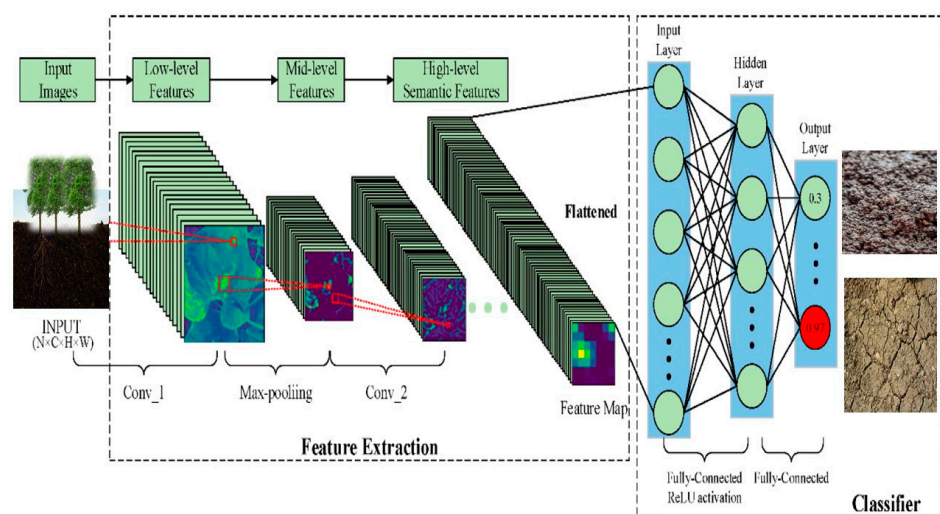 Input
Images
Low-level
Features
Mid-level
Features
High-level
Semantic Features
Input
Layer
Hidden
Layer
Output
Layer
0.3
0.97
Flattened
INPUT
(N×C×H×W)
Conv_1
Max-pooliing
Conv_2
Feature Map
Feature Extraction
Fully-Connected
ReLU activation
Fully-Connected
Classifier